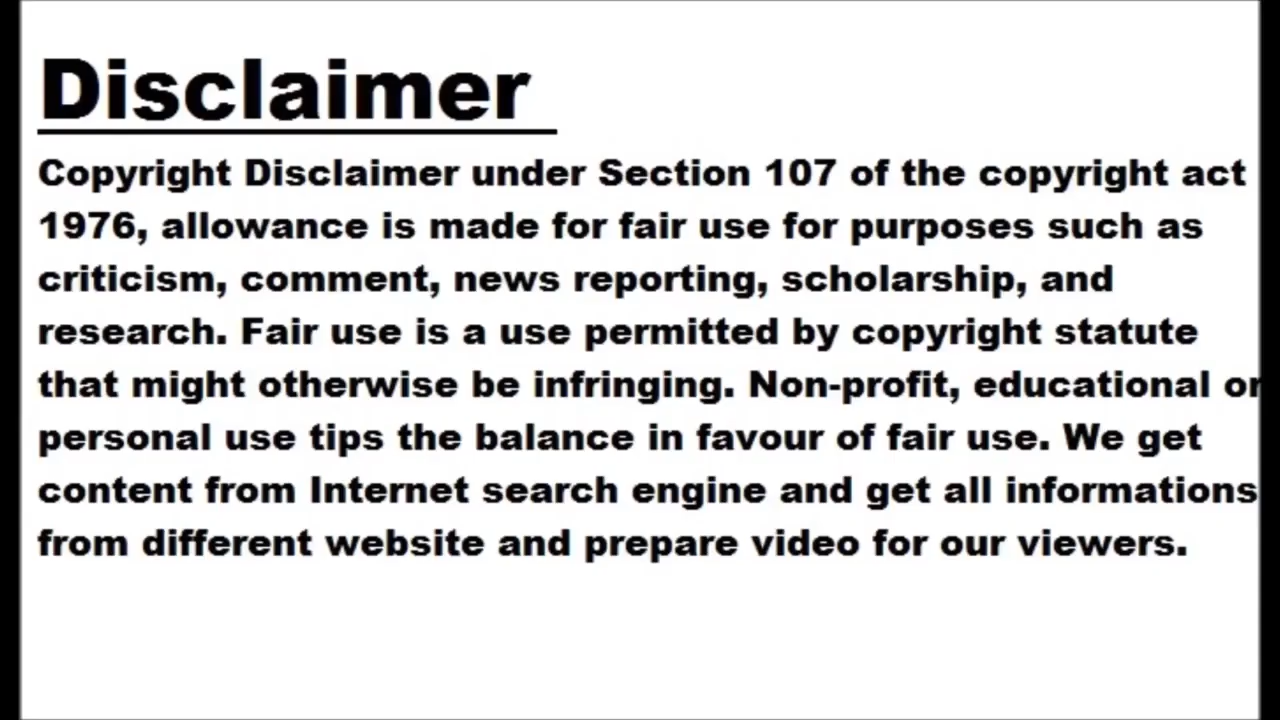 Disclaimer
Copyright Disclaimer under Section 107 of the copyright act
1976, allowance is made for fair use for purposes such as
criticism, comment, news reporting, scholarship, and
research. Fair use is a use permitted by copyright statute
that might otherwise be infringing. Non-profit, educational or
personal use tips the balance in favour of fair use. We get
content from Internet search engine and get all informations
from different website and prepare video for our viewers.